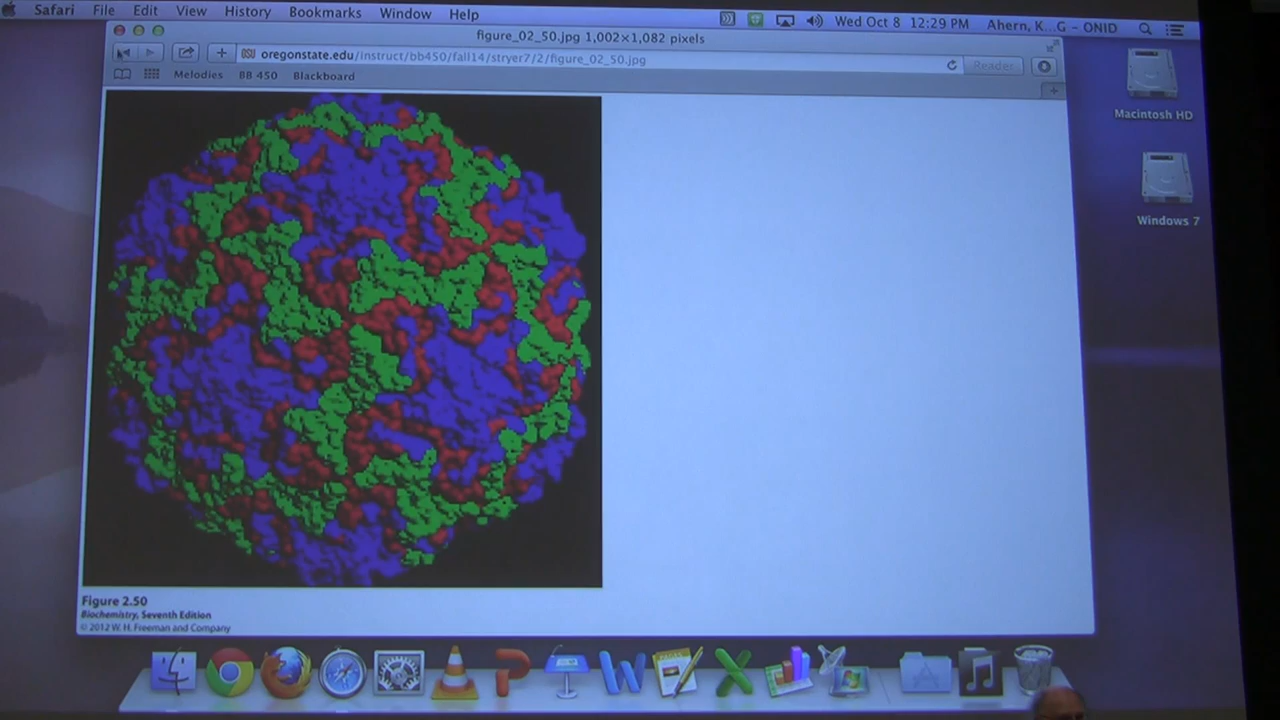 Safari File Edit View History Bookmarks Window Help Wed Oct 8 12:29 PM Ahern, K...G - ONID
figure_02_50.jpg 1,002×1,082 pixels
oregonstate.edu/instruct/bb450/fall14/stryer7/2/figure_02_50.jpg Reader
Melodies BB 450 Blackboard
Macintosh HD
Windows 7
Figure 2.50
Biochemistry, Seventh Edition
© 2012 W. H. Freeman and Company